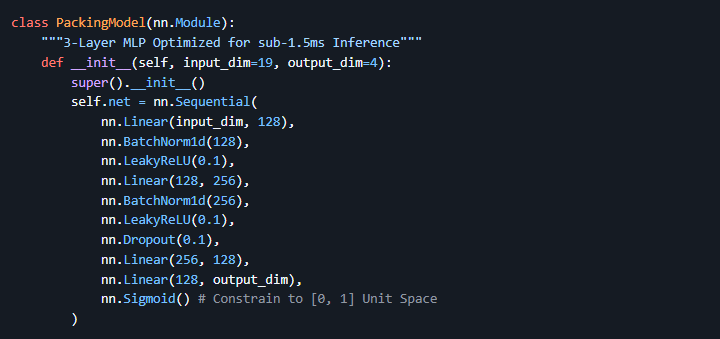 class PackingModel(nn.Module):
    """3-Layer MLP Optimized for sub-1.5ms Inference"""
    def __init__(self, input_dim=19, output_dim=4):
        super().__init__()
        self.net = nn.Sequential(
            nn.Linear(input_dim, 128),
            nn.BatchNorm1d(128),
            nn.LeakyReLU(0.1),
            nn.Linear(128, 256),
            nn.BatchNorm1d(256),
            nn.LeakyReLU(0.1),
            nn.Dropout(0.1),
            nn.Linear(256, 128),
            nn.Linear(128, output_dim),
            nn.Sigmoid() # Constrain to [0, 1] Unit Space
        )